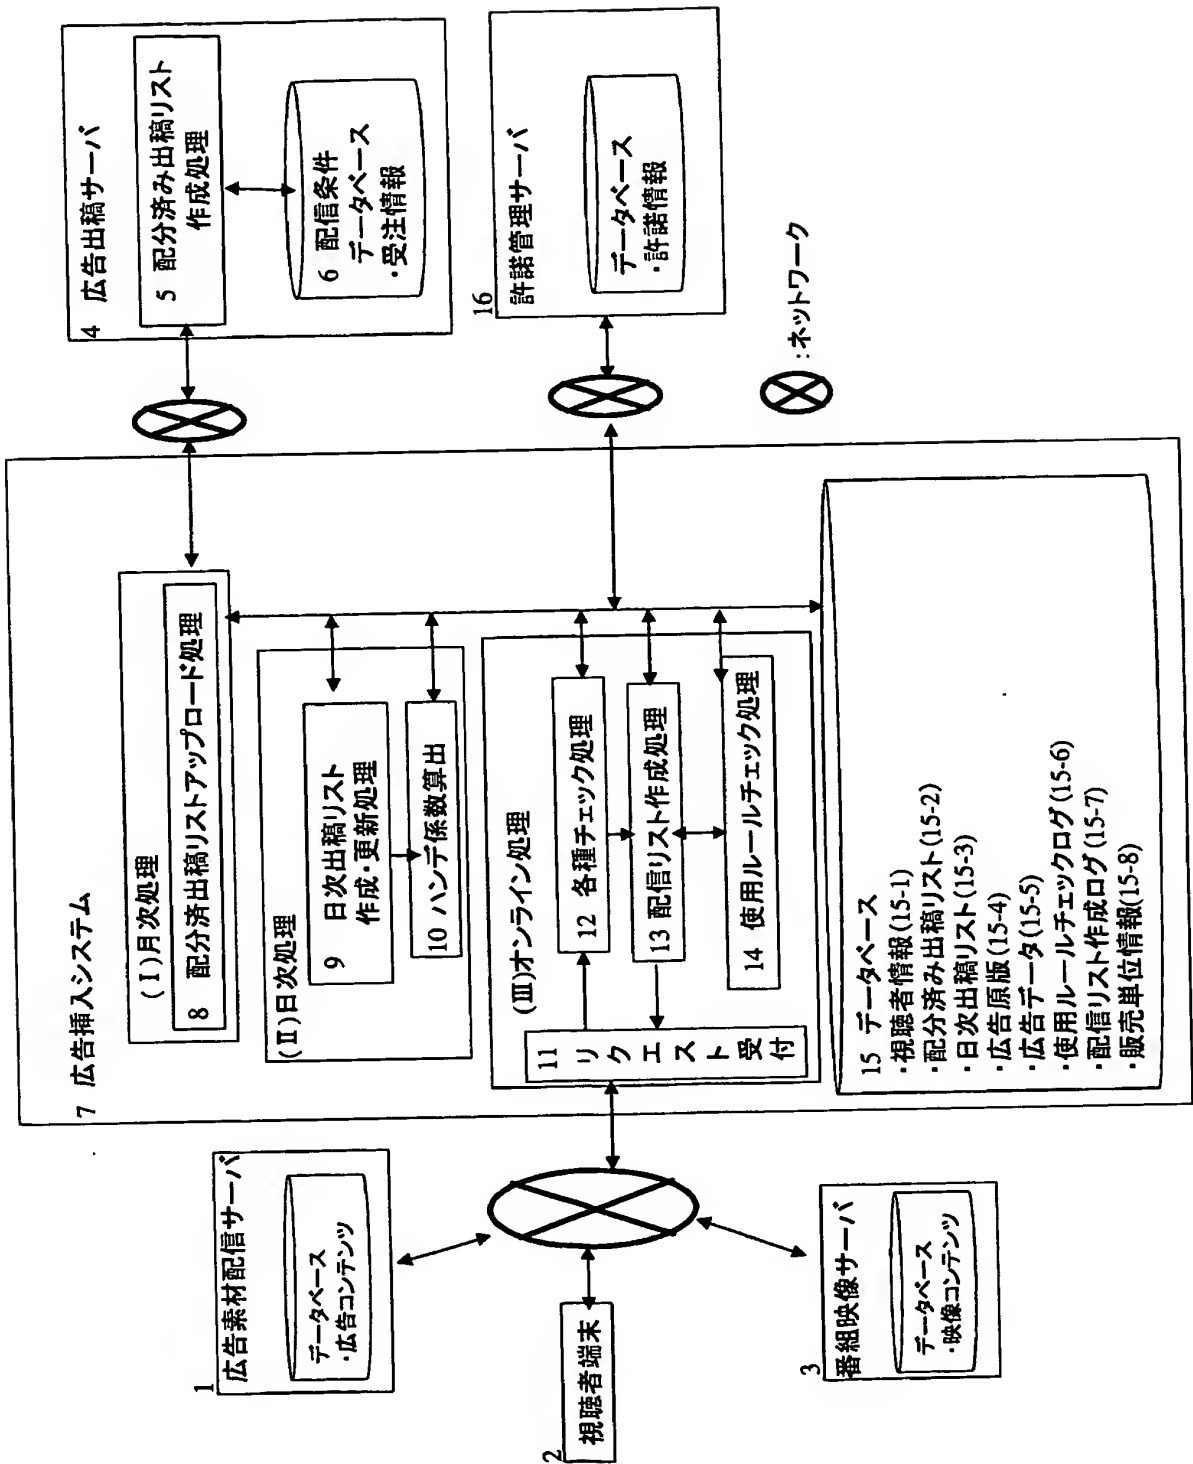 7 広告挿入システム
(Ⅰ)月次処理
8 配分済出稿リストアップロード処理
(Ⅱ)日次処理
9 日次出稿リスト
作成・更新処理
10 ハンデ係数算出
(Ⅲ)オンライン処理
11
リクエスト受付
12 各種チェック処理
13 配信リスト作成処理
14 使用ルールチェック処理
15 データベース
・視聴者情報(15-1)
・配分済み出稿リスト(15-2)
・日次出稿リスト(15-3)
・広告原版(15-4)
・広告データ(15-5)
・使用ルールチェックログ(15-6)
・配信リスト作成ログ(15-7)
・販売単位情報(15-8)
1
広告素材配信サーバ
データベース
・広告コンテンツ
2
視聴者端末
3
番組映像サーバ
データベース
・映像コンテンツ
4 広告出稿サーバ
5 配分済み出稿リスト
作成処理
6 配信条件
データベース
・受注情報
16
許諾管理サーバ
データベース
・許諾情報
:ネットワーク